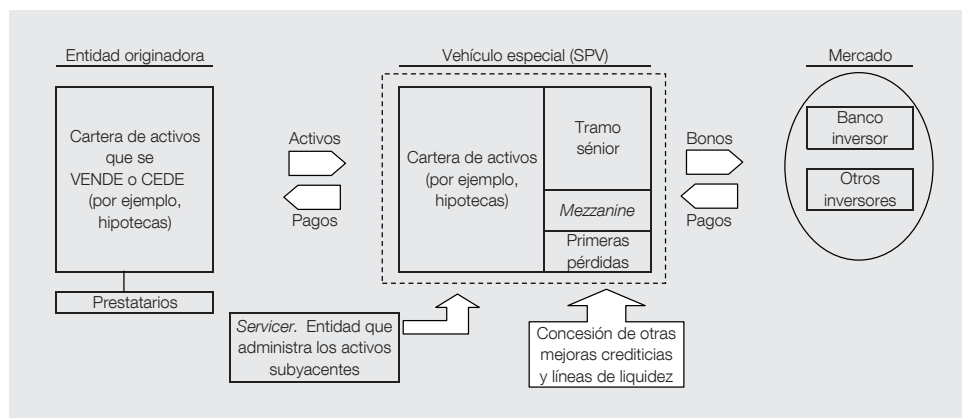 Entidad originadora
Cartera de activos
que se
VENDE o CEDE
(por ejemplo,
hipotecas)
Prestatarios
Activos
Pagos
Vehículo especial (SPV)
Cartera de activos
(por ejemplo,
hipotecas)
Tramo
sénior
Mezzanine
Primeras
pérdidas
Servicer. Entidad que
administra los activos
subyacentes
Concesión de otras
mejoras crediticias
y líneas de liquidez
Bonos
Pagos
Mercado
Banco
inversor
Otros
inversores